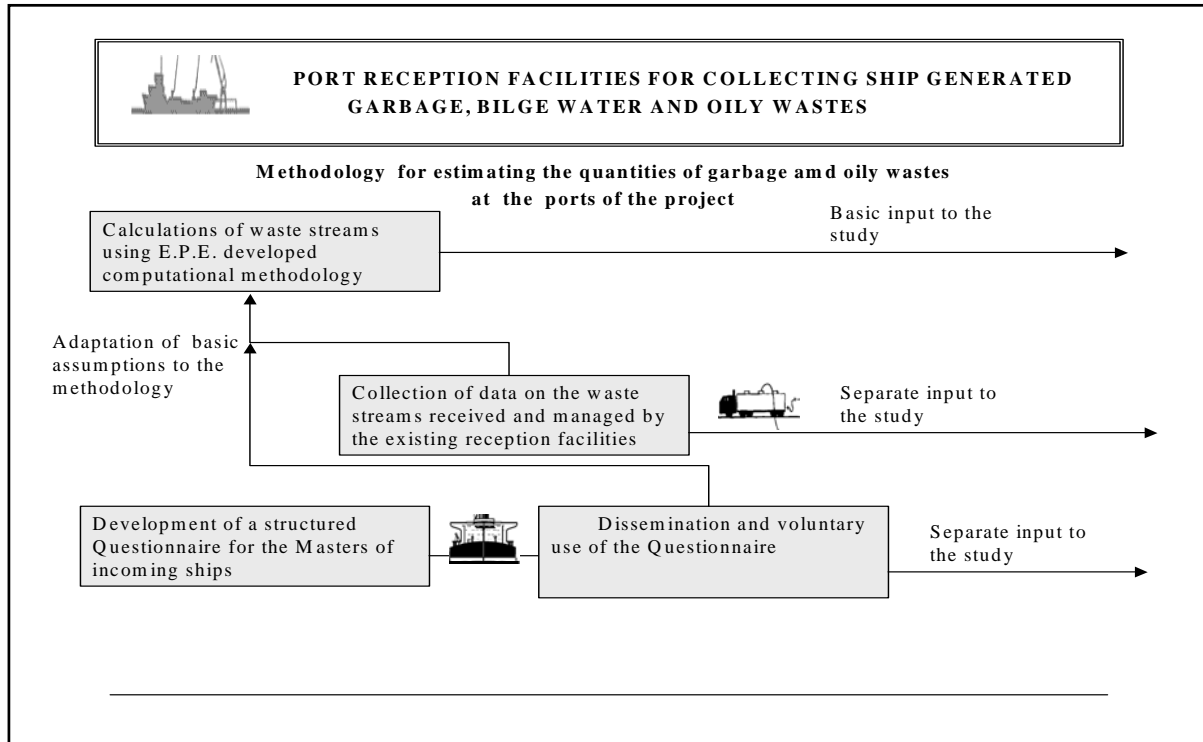 PORT RECEPTION FACILITIES FOR COLLECTING SHIP GENERATED
GARBAGE, BILGE WATER AND OILY WASTES
Methodology for estimating the quantities of garbage amd oily wastes
at the ports of the project
Calculations of waste streams
using E.P.E. developed
computational methodology
Basic input to the
study
Adaptation of basic
assumptions to the
methodology
Collection of data on the waste
streams received and managed by
the existing reception facilities
Separate input to
the study
Development of a structured
Questionnaire for the Masters of
incoming ships
Dissemination and voluntary
use of the Questionnaire
Separate input to
the study